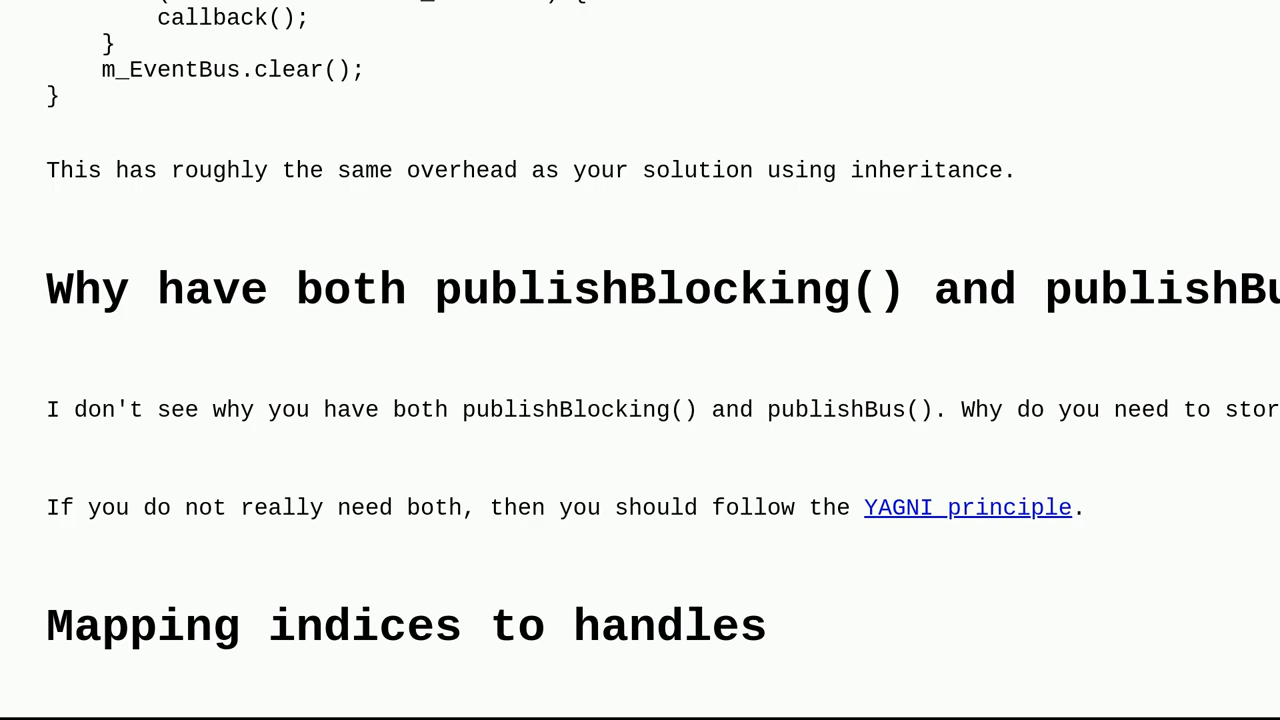 callback();
}
m_EventBus.clear();
}
This has roughly the same overhead as your solution using inheritance.
Why have both publishBlocking() and
I don't see why you have both publishBlocking() and publishBus(). Why do you need to
If you do not really need both, then you should follow the YAGNI principle.
Mapping indices to handles